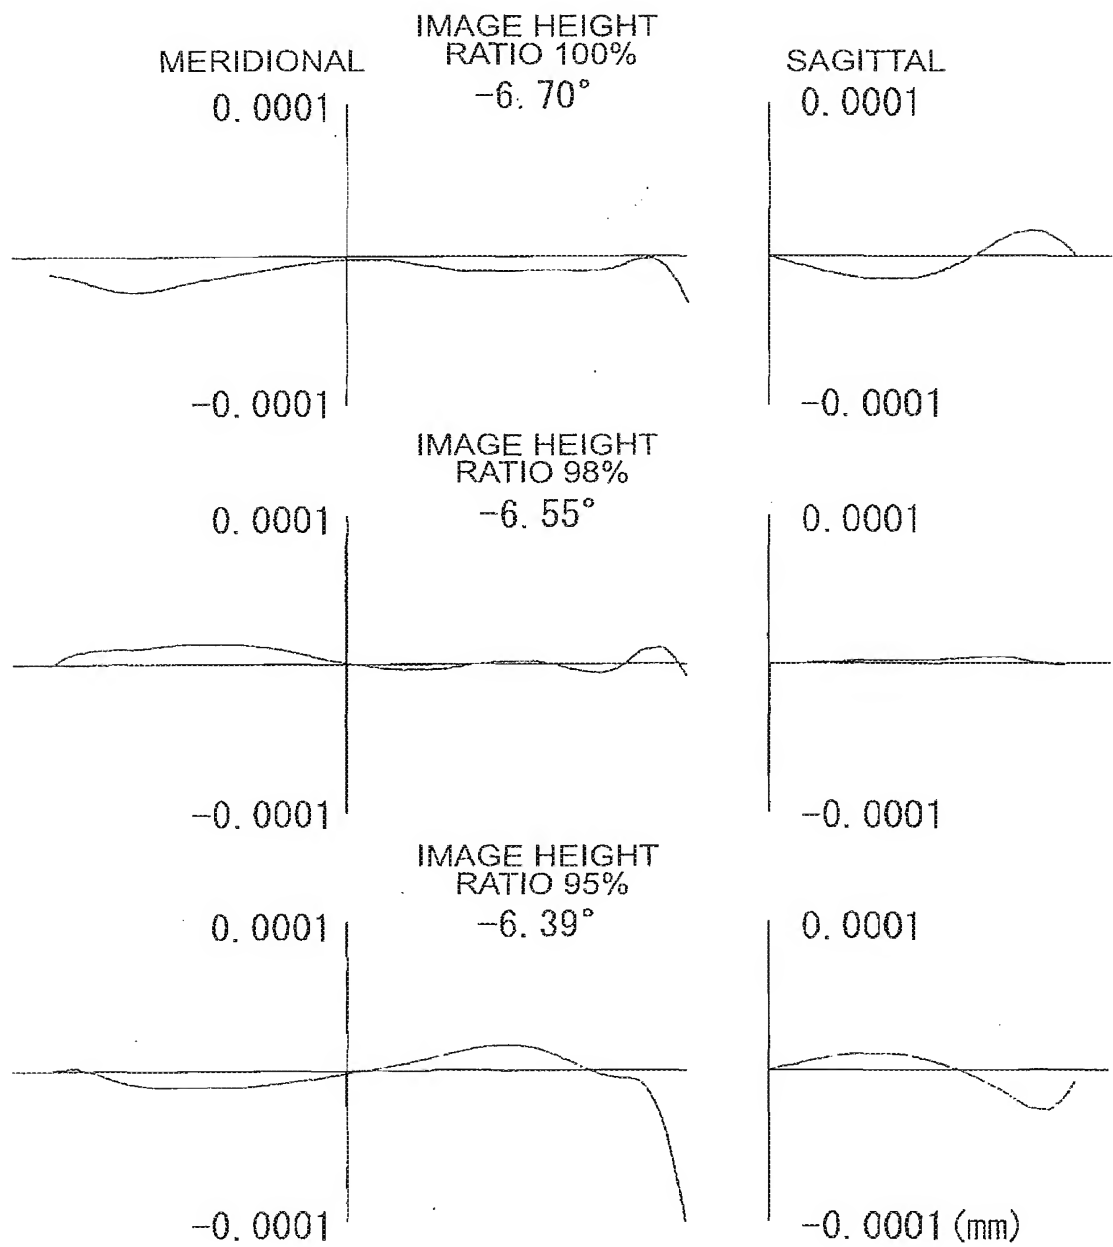 MERIDIONAL
IMAGE HEIGHT
RATIO 100%
-6.70°
SAGITTAL
0.0001
0.0001
-0.0001
-0.0001
IMAGE HEIGHT
RATIO 98%
-6.55°
0.0001
0.0001
-0.0001
-0.0001
IMAGE HEIGHT
RATIO 95%
-6.39°
0.0001
0.0001
-0.0001
-0.0001(mm)